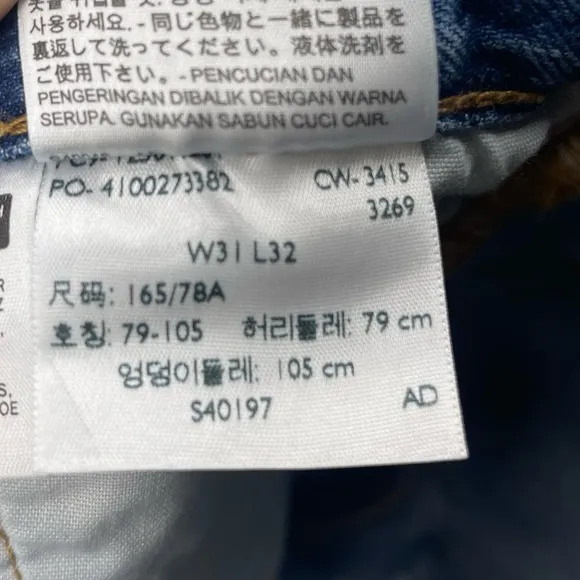 사용하세요. - 同じ色物と一緒に製品を
裏返して洗ってください。液体洗剤を
ご使用下さい。- PENCUCIAN DAN
PENGERINGAN DIBALIK DENGAN WARNA
SERUPA. GUNAKAN SABUN CUCI CAIR.
PO- 4100273382 CW- 3415
3269
W31 L32
尺码: 165/78A
호칭: 79-105 허리둘레: 79 cm
엉덩이둘레: 105 cm
S40197 AD
S,
OE